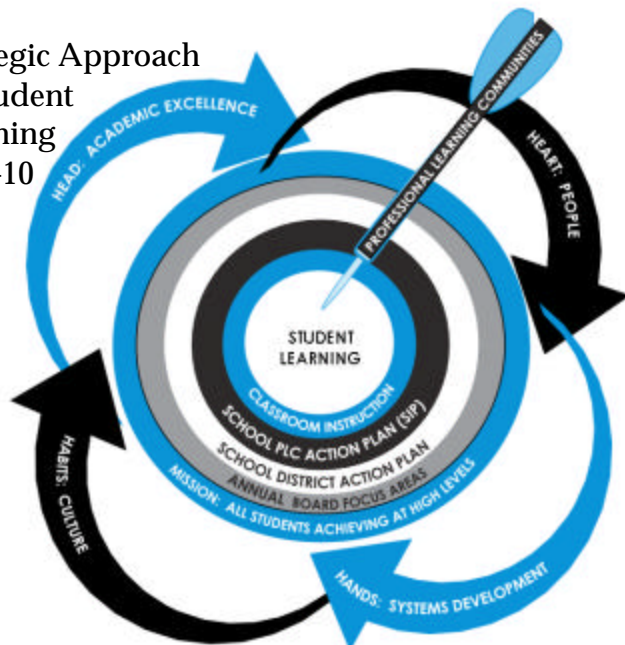 egic Approach
udent
ning
-10
HEAD: ACADEMIC EXCELLENCE
PROFESSIONAL LEARNING COMMUNITIES
HEART: PEOPLE
STUDENT
LEARNING
CLASSROOM INSTRUCTION
SCHOOL PLC ACTION PLAN (SIP)
SCHOOL DISTRICT ACTION PLAN
ANNUAL BOARD FOCUS AREAS
MISSION: ALL STUDENTS ACHIEVING AT HIGH LEVELS
HABITS: CULTURE
HANDS: SYSTEMS DEVELOPMENT